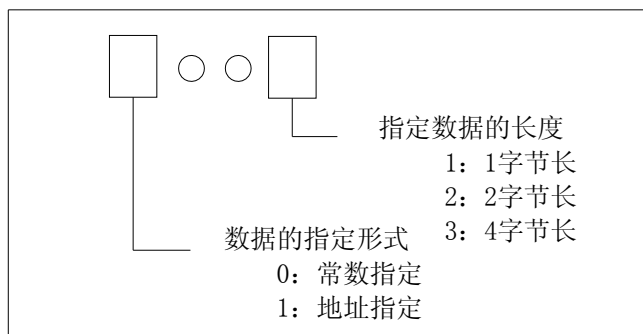 指定数据的长度
1: 1字节长
2: 2字节长
3: 4字节长
数据的指定形式
0: 常数指定
1: 地址指定